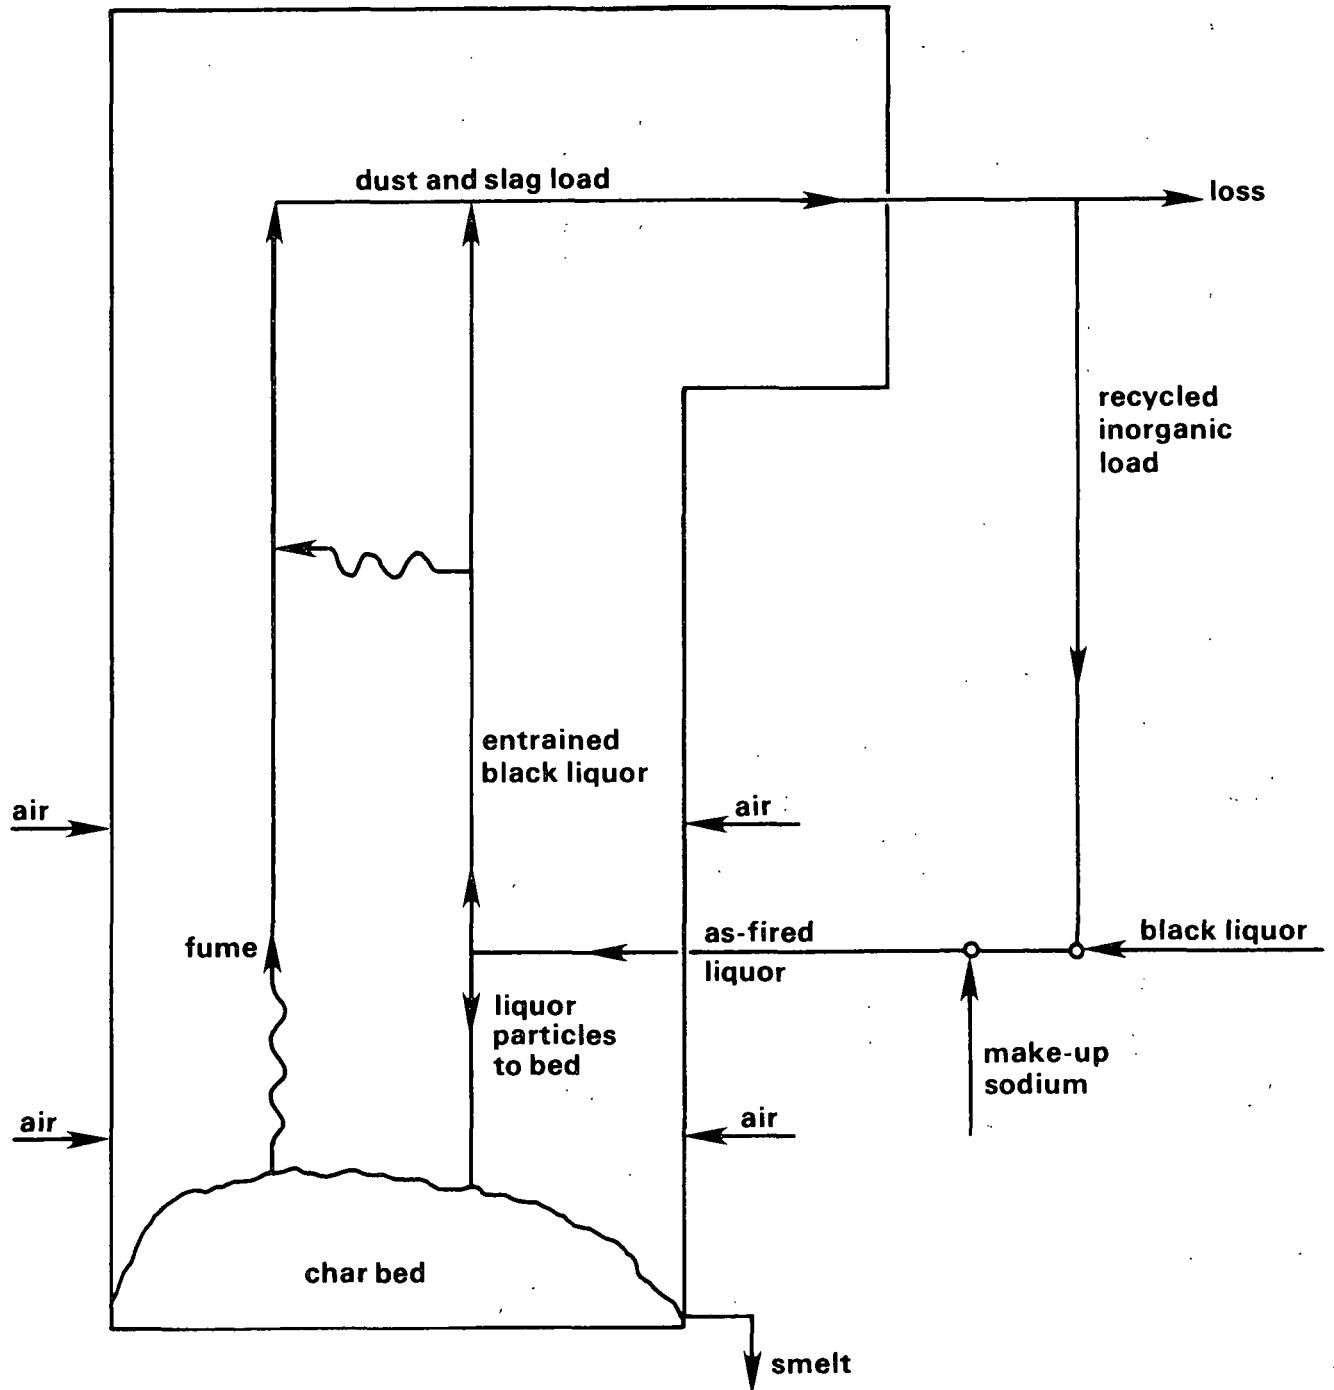 dust and slag load
loss
recycled
inorganic
load
entrained
black liquor
air
air
fume
as-fired
liquor
black liquor
liquor
particles
to bed
make-up
sodium
air
air
char bed
smelt